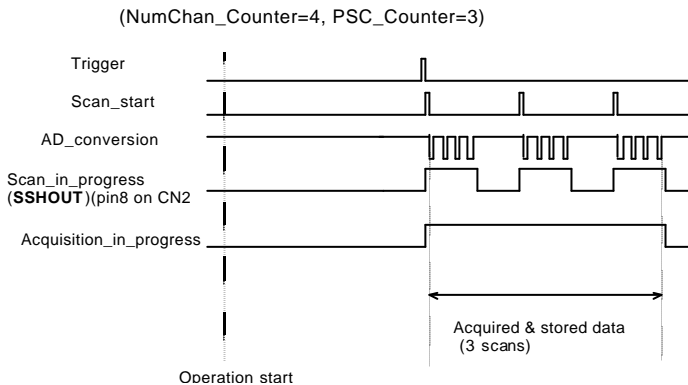 (NumChan_Counter=4, PSC_Counter=3)
Trigger
Scan_start
AD_conversion
Scan_in_progress
(SSHOUT)(pin8 on CN2
Acquisition_in_progress
Acquired & stored data
(3 scans)
Operation start